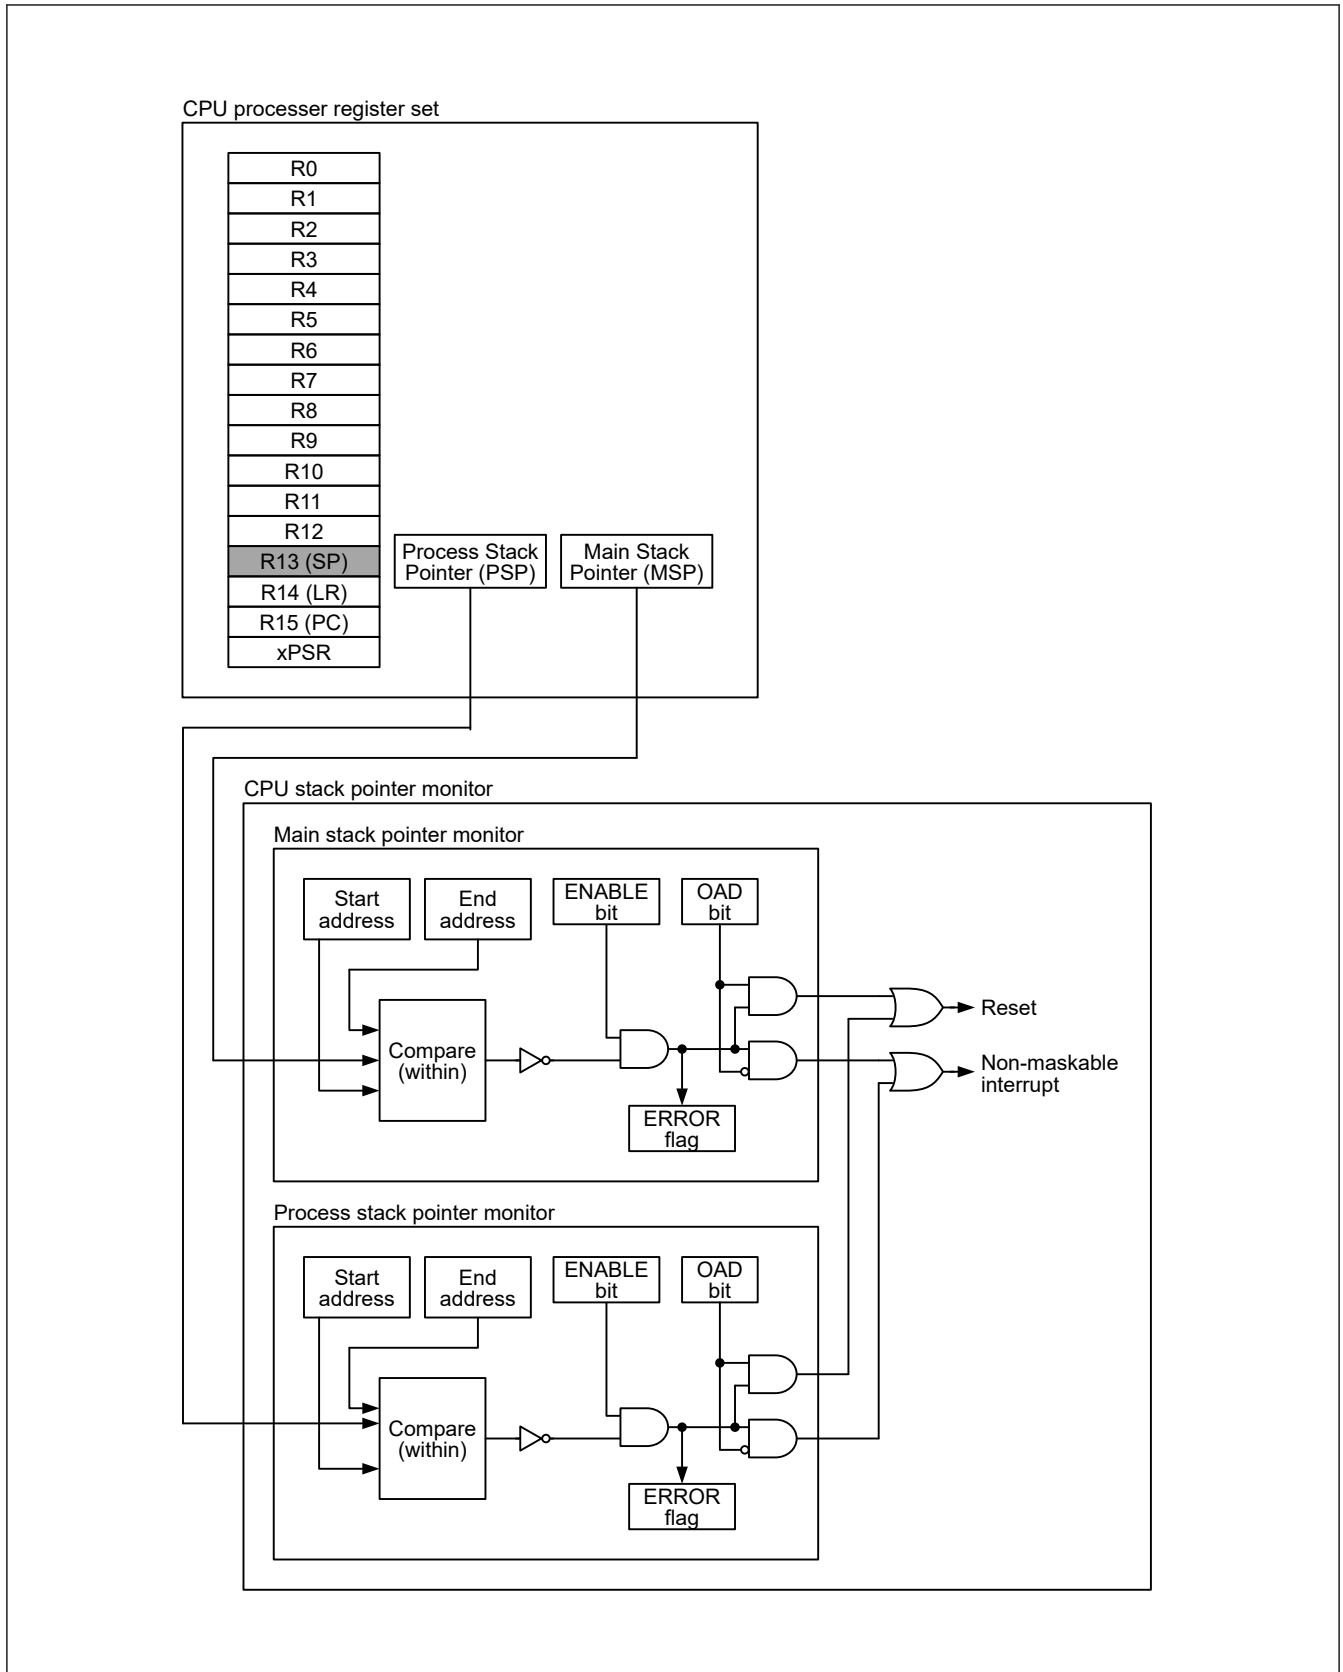 CPU processer register set
R0
R1
R2
R3
R4
R5
R6
R7
R8
R9
R10
R11
R12
R13 (SP)
R14 (LR)
R15 (PC)
xPSR
Process Stack
Pointer (PSP)
Main Stack
Pointer (MSP)
CPU stack pointer monitor
Main stack pointer monitor
Start
address
End
address
ENABLE
bit
OAD
bit
Compare
(within)
ERROR
flag
Reset
Non-maskable
interrupt
Process stack pointer monitor
Start
address
End
address
ENABLE
bit
OAD
bit
Compare
(within)
ERROR
flag